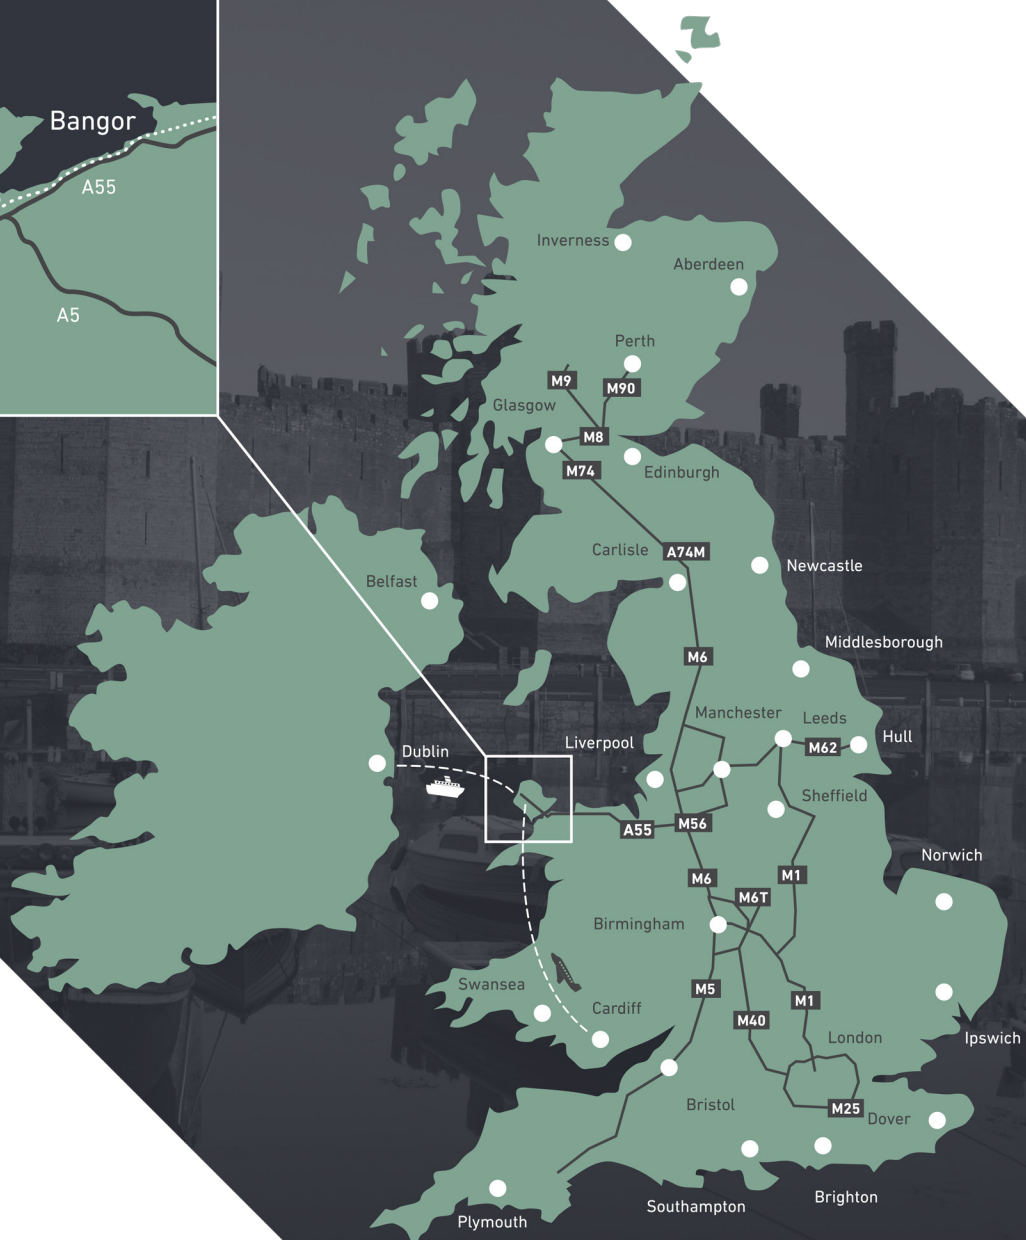 Bangor
A55
A5
Inverness
Aberdeen
Perth
M9
M90
Glasgow
M8
M74
Edinburgh
Carlisle
A74M
Newcastle
Belfast
Middlesborough
M6
Manchester
Leeds
Dublin
Liverpool
M62
Hull
Sheffield
A55
M56
Norwich
M6
M1
M6T
Birmingham
Swansea
M5
M1
Cardiff
M40
London
Ipswich
Bristol
M25
Dover
Southampton
Brighton
Plymouth